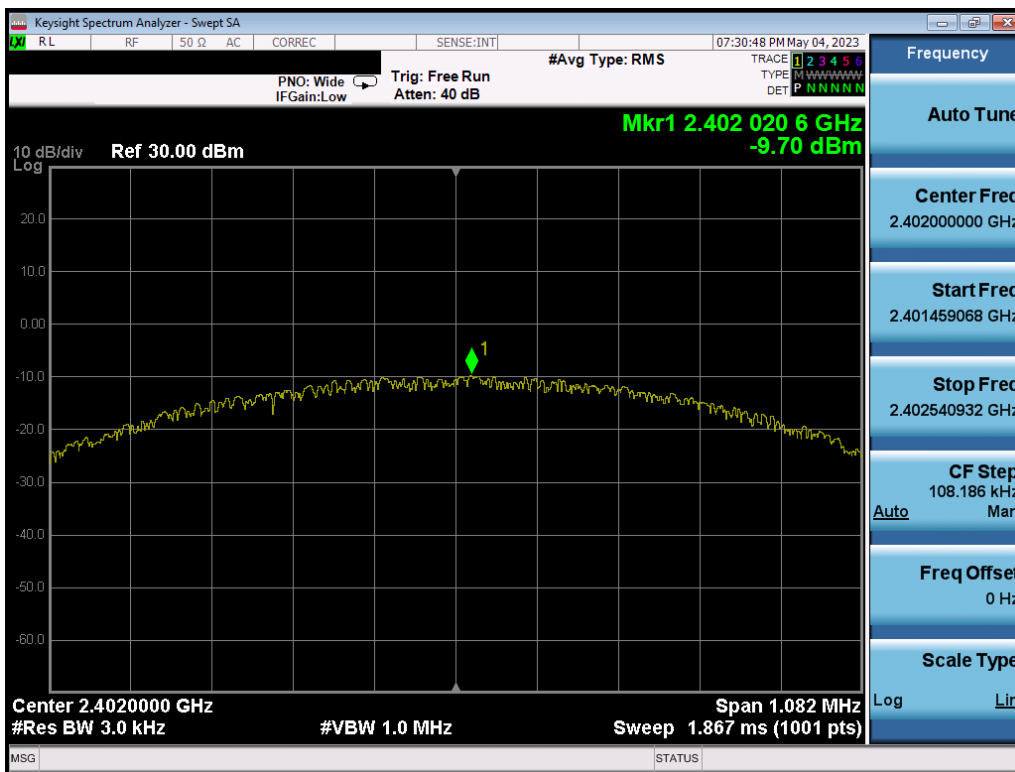 Keysight Spectrum Analyzer - Swept SA
LXI RL RF 50 Ω AC CORREC SENSE:INT 07:30:48 PM May 04, 2023
#Avg Type: RMS
TRACE 1 2 3 4 5 6
TYPE M W W W W W
DET P N N N N N
PNO: Wide
IFGain:Low
Trig: Free Run
Atten: 40 dB
Mkr1 2.402 020 6 GHz
-9.70 dBm
10 dB/div Ref 30.00 dBm
Log
20.0
10.0
0.00
1
-10.0
-20.0
-30.0
-40.0
-50.0
-60.0
Center 2.4020000 GHz Span 1.082 MHz
#Res BW 3.0 kHz #VBW 1.0 MHz Sweep 1.867 ms (1001 pts)
MSG STATUS
Frequency
Auto Tune
Center Freq
2.402000000 GHz
Start Freq
2.401459068 GHz
Stop Freq
2.402540932 GHz
CF Step
108.186 kHz
Auto Man
Freq Offset
0 Hz
Scale Type
Log Lin